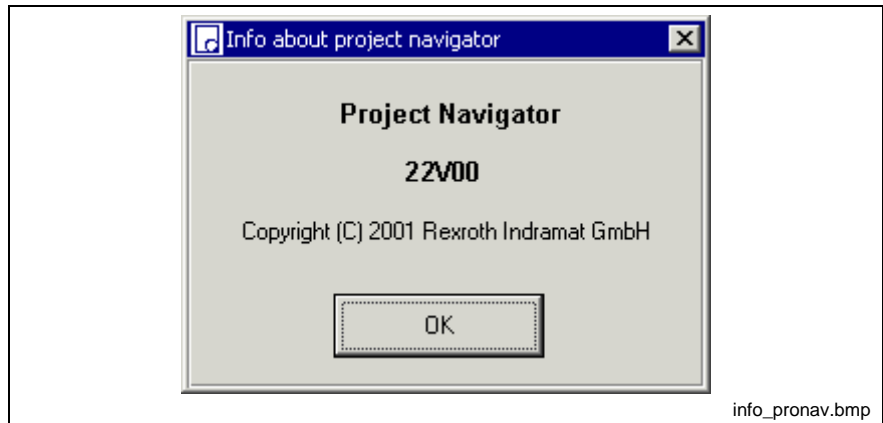 Info about project navigator
Project Navigator
22V00
Copyright (C) 2001 Rexroth Indramat GmbH
OK
info_pronav.bmp